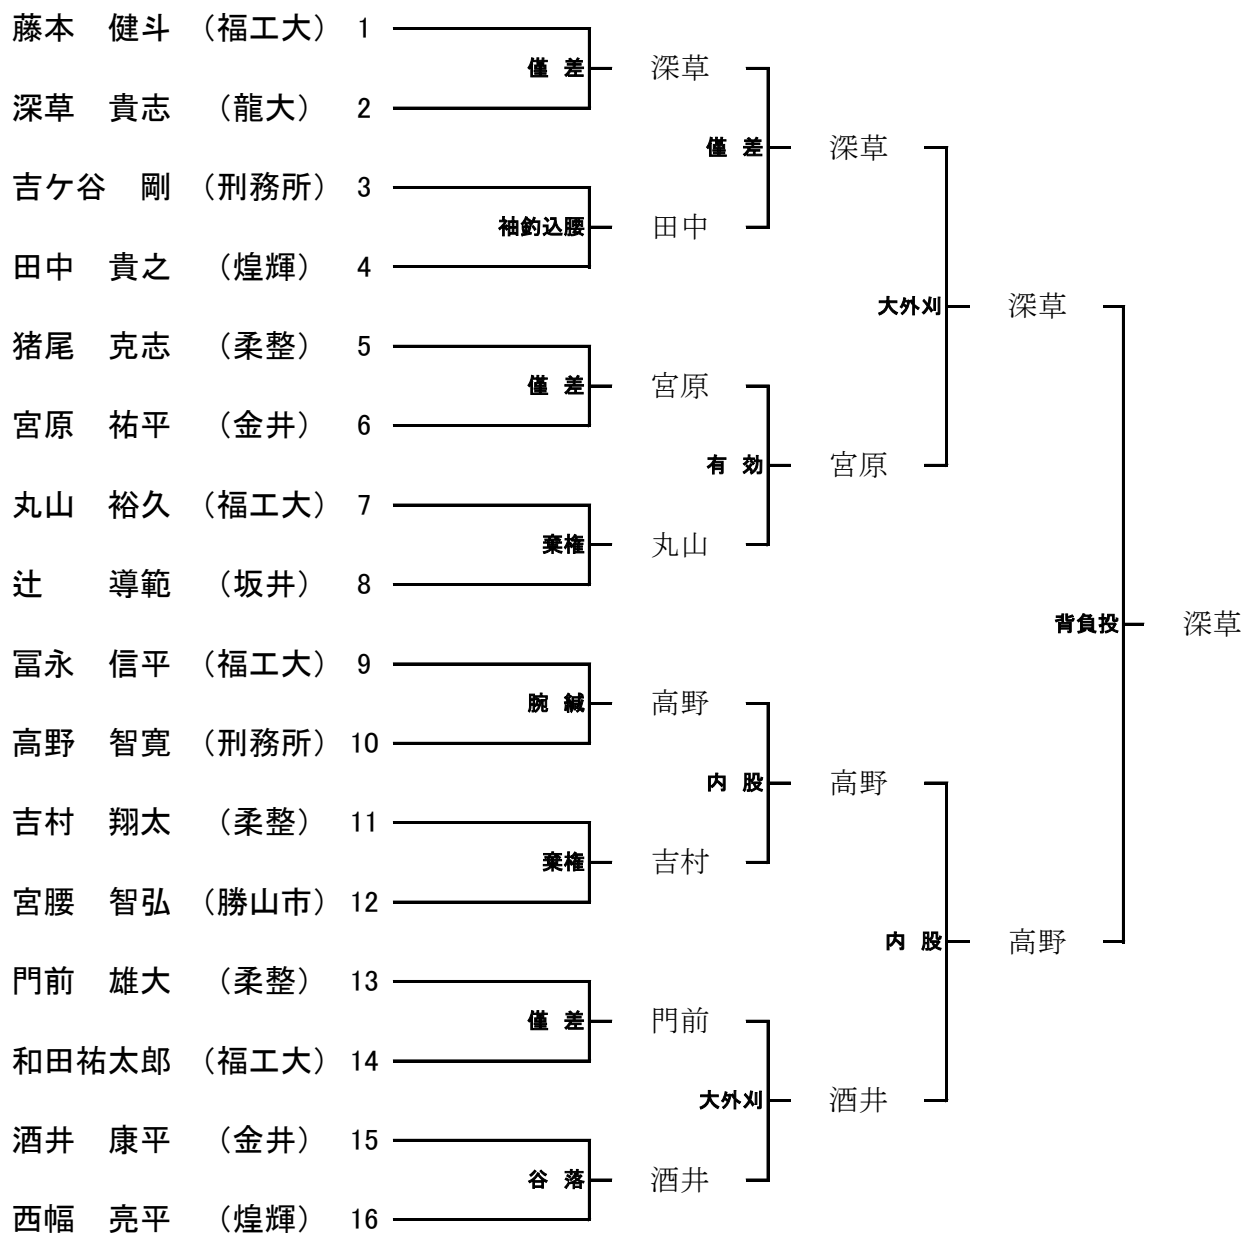 藤本　健斗　（福工大）　1
僅 差　深草
深草　貴志　（龍大）　2
僅 差　深草
吉ケ谷　剛　（刑務所）　3
袖釣込腰　田中
田中　貴之　（煌輝）　4
大外刈　深草
猪尾　克志　（柔整）　5
僅 差　宮原
宮原　祐平　（金井）　6
有 効　宮原
丸山　裕久　（福工大）　7
棄権　丸山
辻　導範　（坂井）　8
背負投　深草
冨永　信平　（福工大）　9
腕 緘　高野
高野　智寛　（刑務所）　10
内 股　高野
吉村　翔太　（柔整）　11
棄権　吉村
宮腰　智弘　（勝山市）　12
内 股　高野
門前　雄大　（柔整）　13
僅 差　門前
和田祐太郎　（福工大）　14
大外刈　酒井
酒井　康平　（金井）　15
谷 落　酒井
西幅　亮平　（煌輝）　16